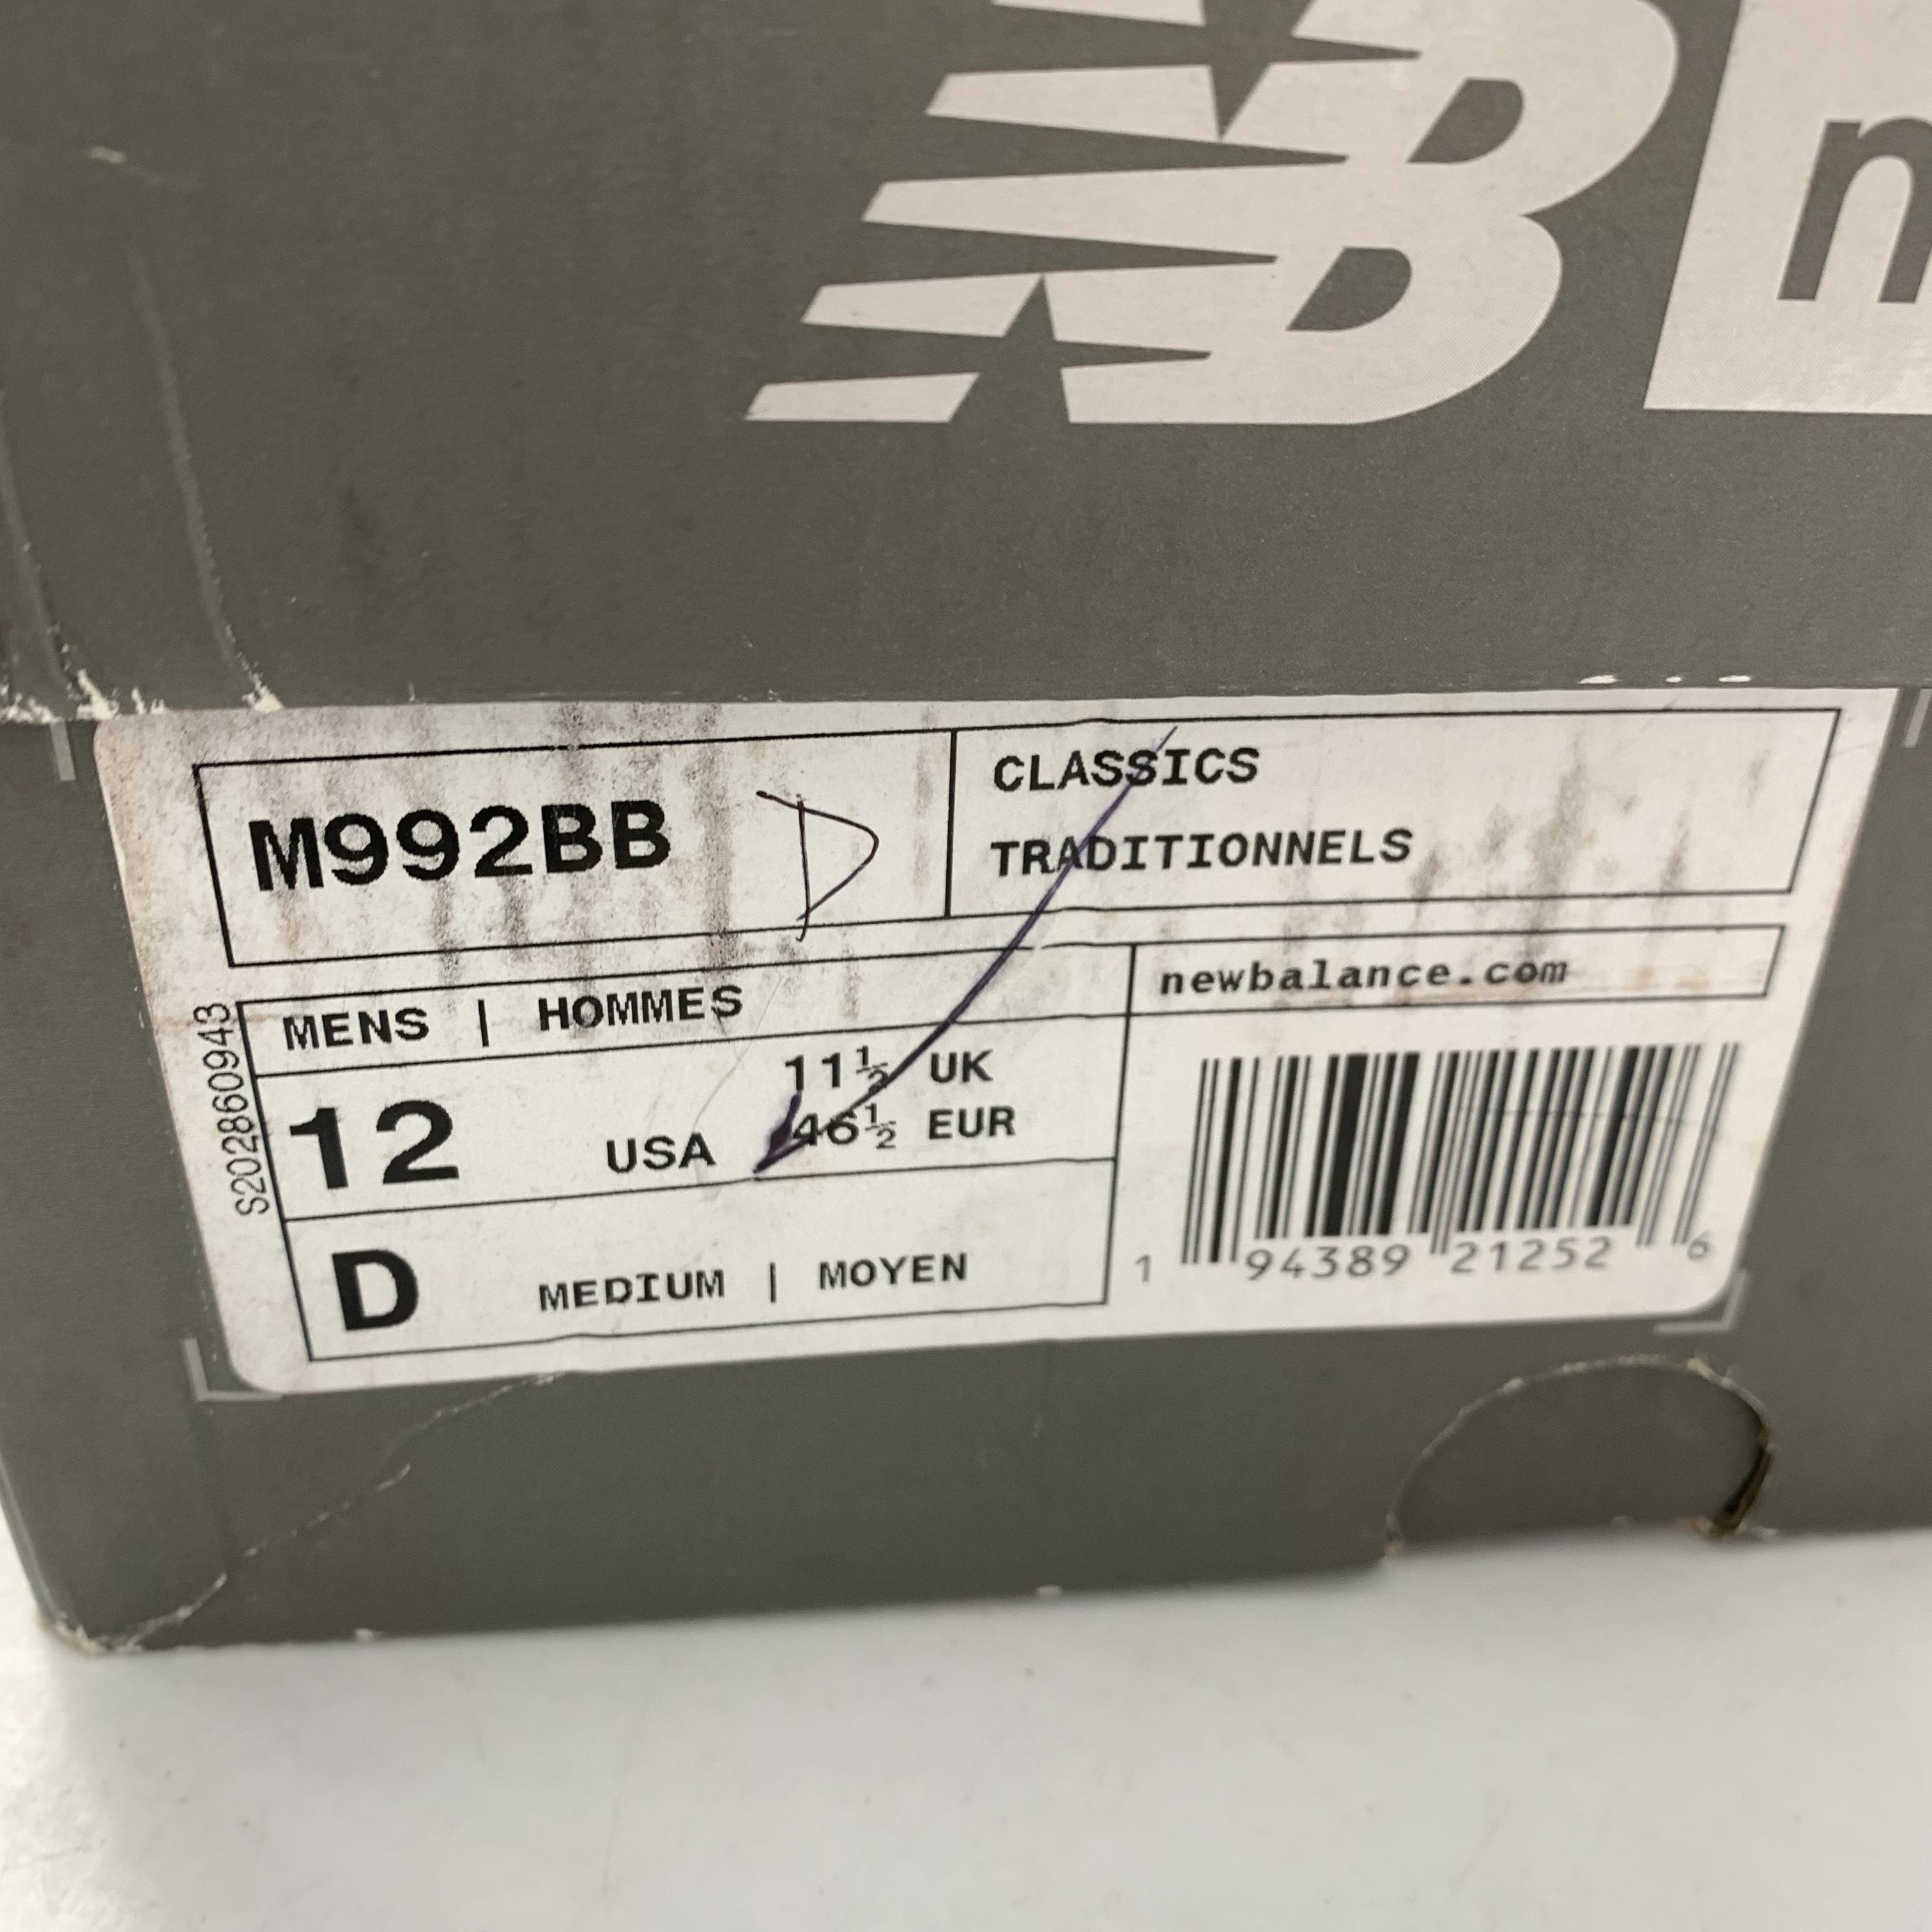 NB n
M992BB D
CLASSICS
TRADITIONNELS
newbalance.com
MENS | HOMMES
12 USA
11½ UK
46½ EUR
D MEDIUM | MOYEN
S202860943
1 94389 21252 6